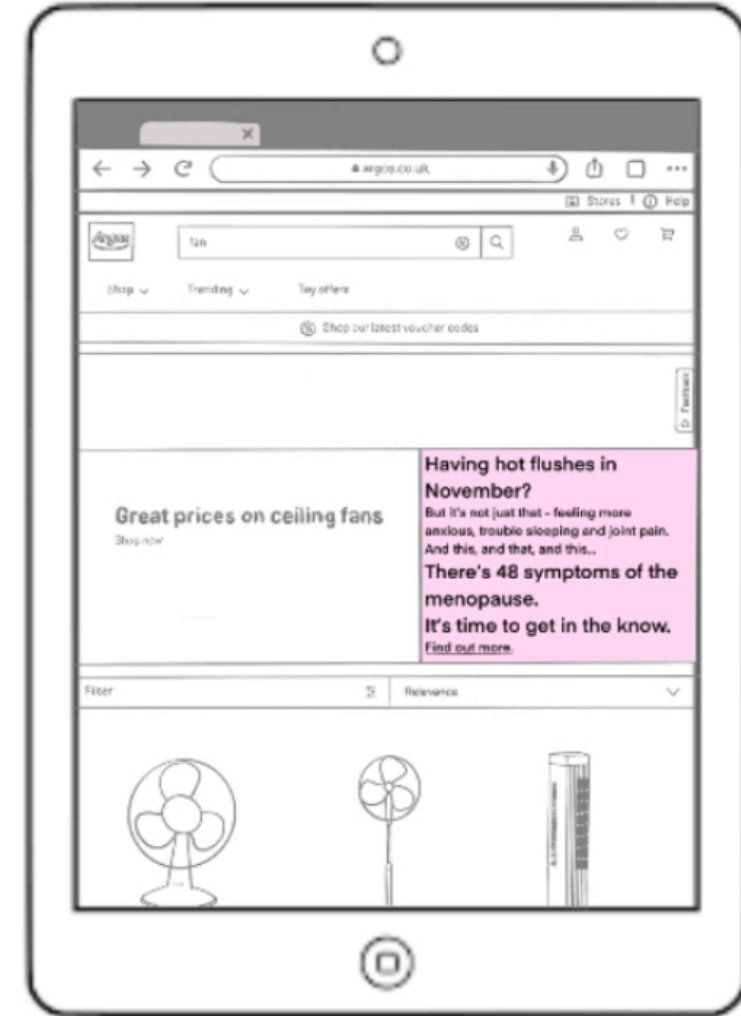 argos.co.uk
Stores Help
Argos
fan
Shop Trending Toy offers
Shop our latest voucher codes
Feedback
Having hot flushes in
November?
But it's not just that - feeling more
anxious, trouble sleeping and joint pain.
And this, and that, and this...
There's 48 symptoms of the
menopause.
It's time to get in the know.
Find out more.
Great prices on ceiling fans
Shop now
Filter Relevance